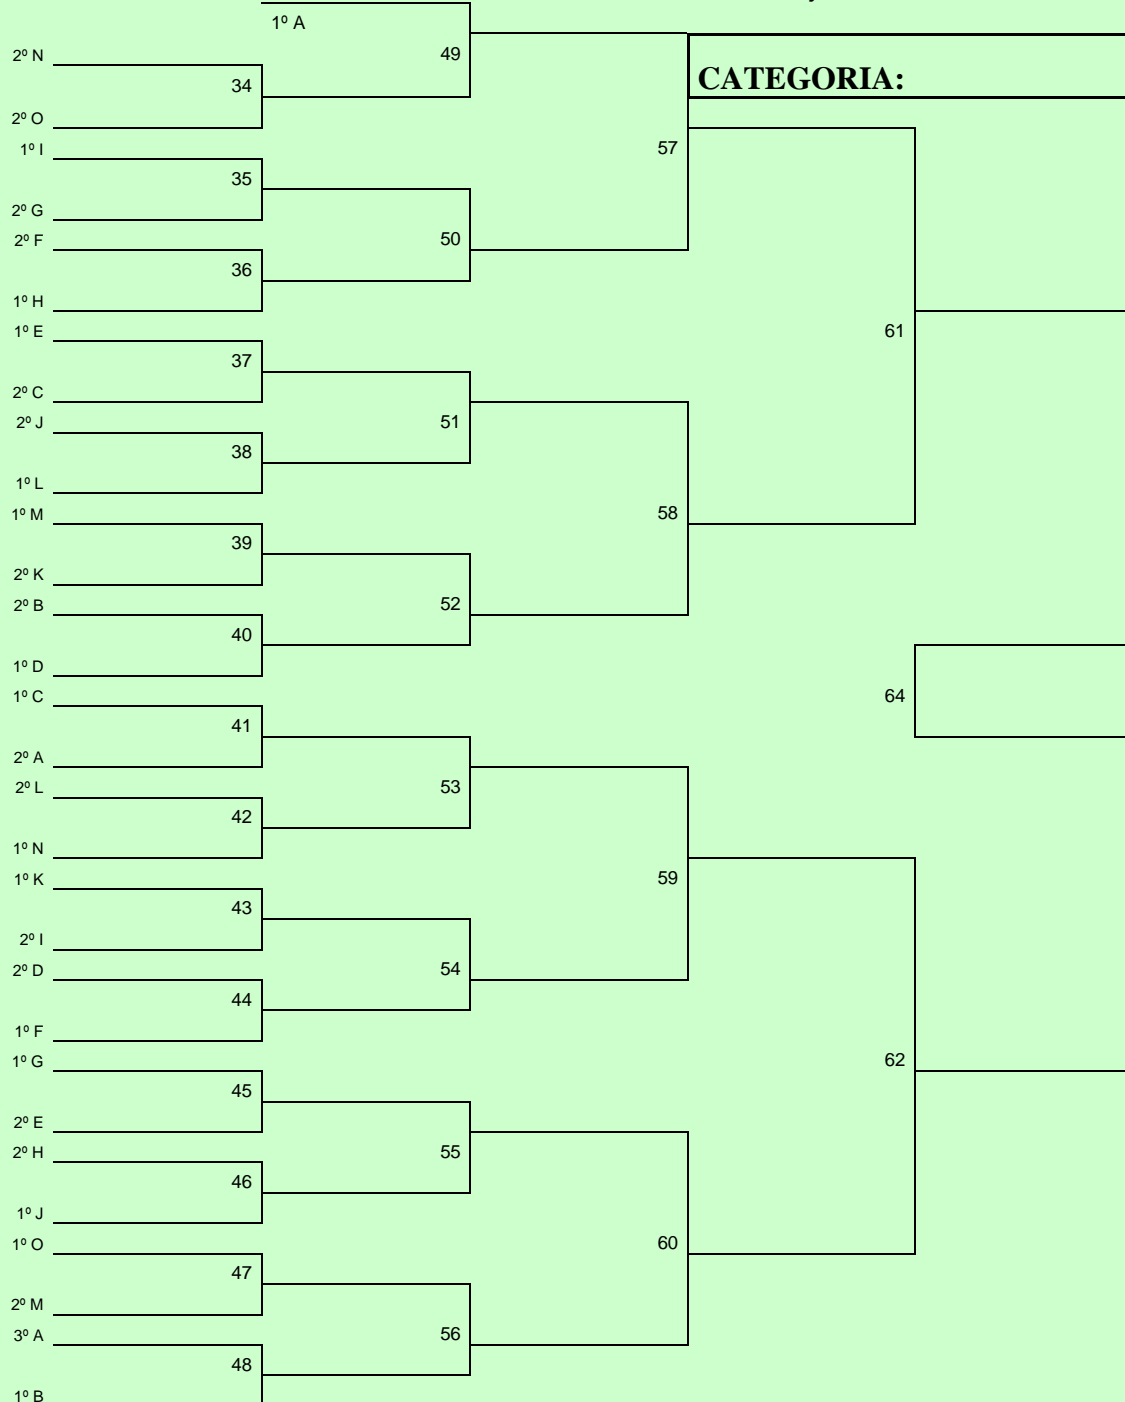 1º A
2º N
49
CATEGORIA:
34
2º O
1º I
57
35
2º G
2º F
50
36
1º H
1º E
61
37
2º C
2º J
51
38
1º L
1º M
58
39
2º K
2º B
52
40
1º D
1º C
64
41
2º A
2º L
53
42
1º N
1º K
59
43
2º I
2º D
54
44
1º F
1º G
62
45
2º E
2º H
55
46
1º J
1º O
60
47
2º M
3º A
56
48
1º B